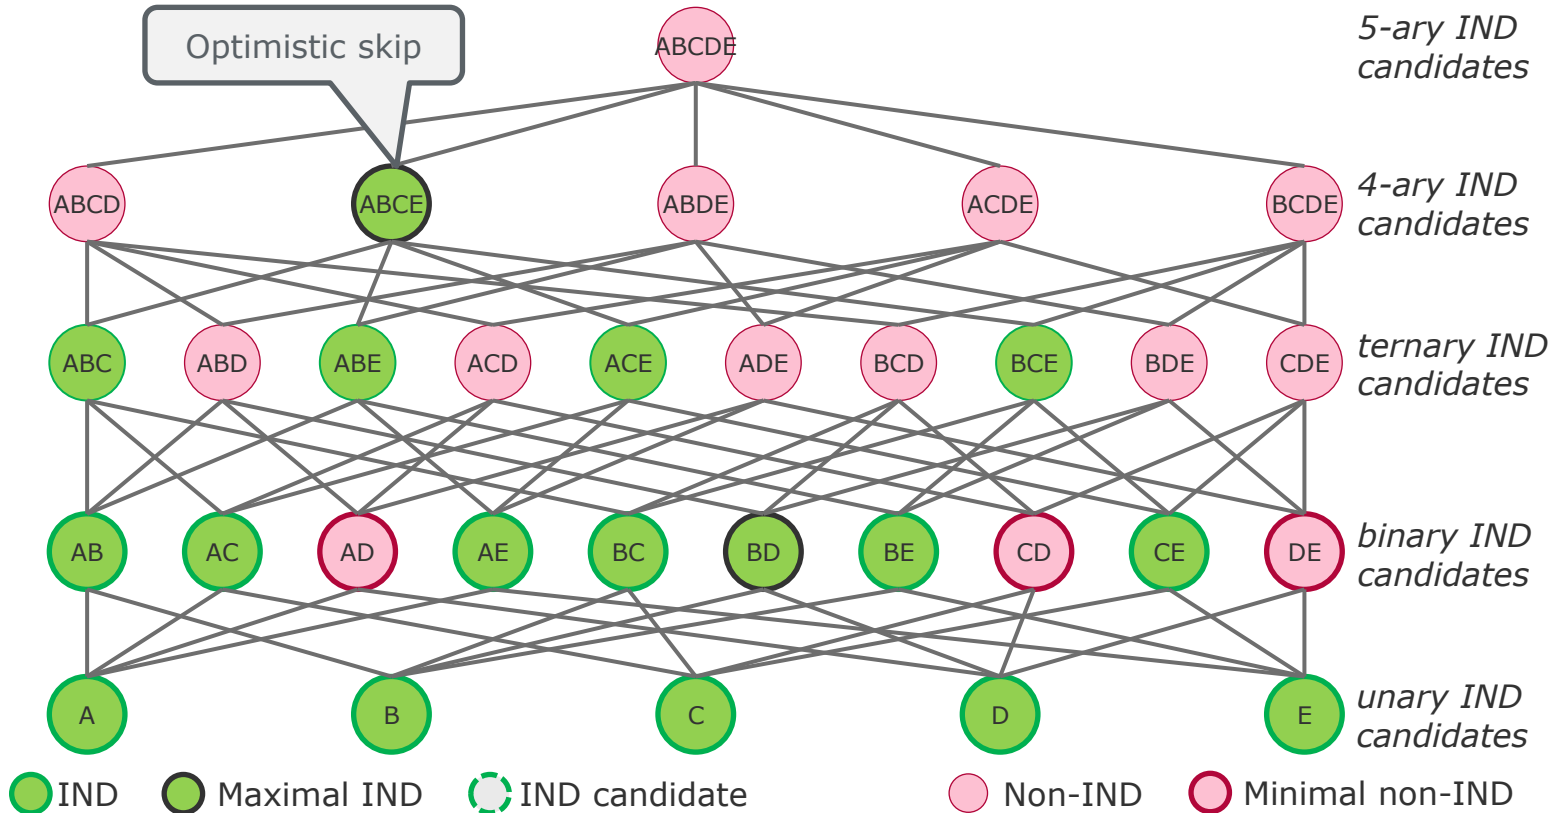 Optimistic skip
ABCDE
5-ary IND
candidates
ABCD
ABCE
ABDE
ACDE
BCDE
4-ary IND
candidates
ABC
ABD
ABE
ACD
ACE
ADE
BCD
BCE
BDE
CDE
ternary IND
candidates
AB
AC
AD
AE
BC
BD
BE
CD
CE
DE
binary IND
candidates
A
B
C
D
E
unary IND
candidates
IND
Maximal IND
IND candidate
Non-IND
Minimal non-IND